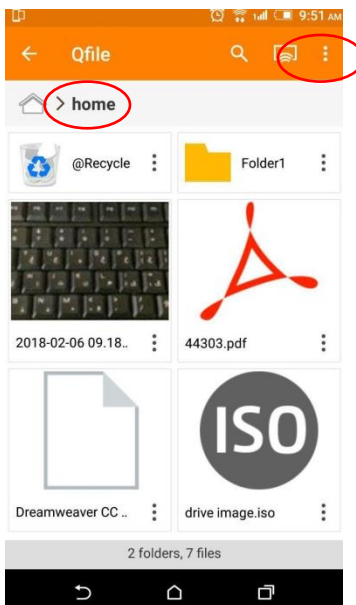 9:51 AM
Qfile
> home
@Recycle
Folder1
2018-02-06 09.18..
44303.pdf
ISO
Dreamweaver CC ..
drive image.iso
2 folders, 7 files